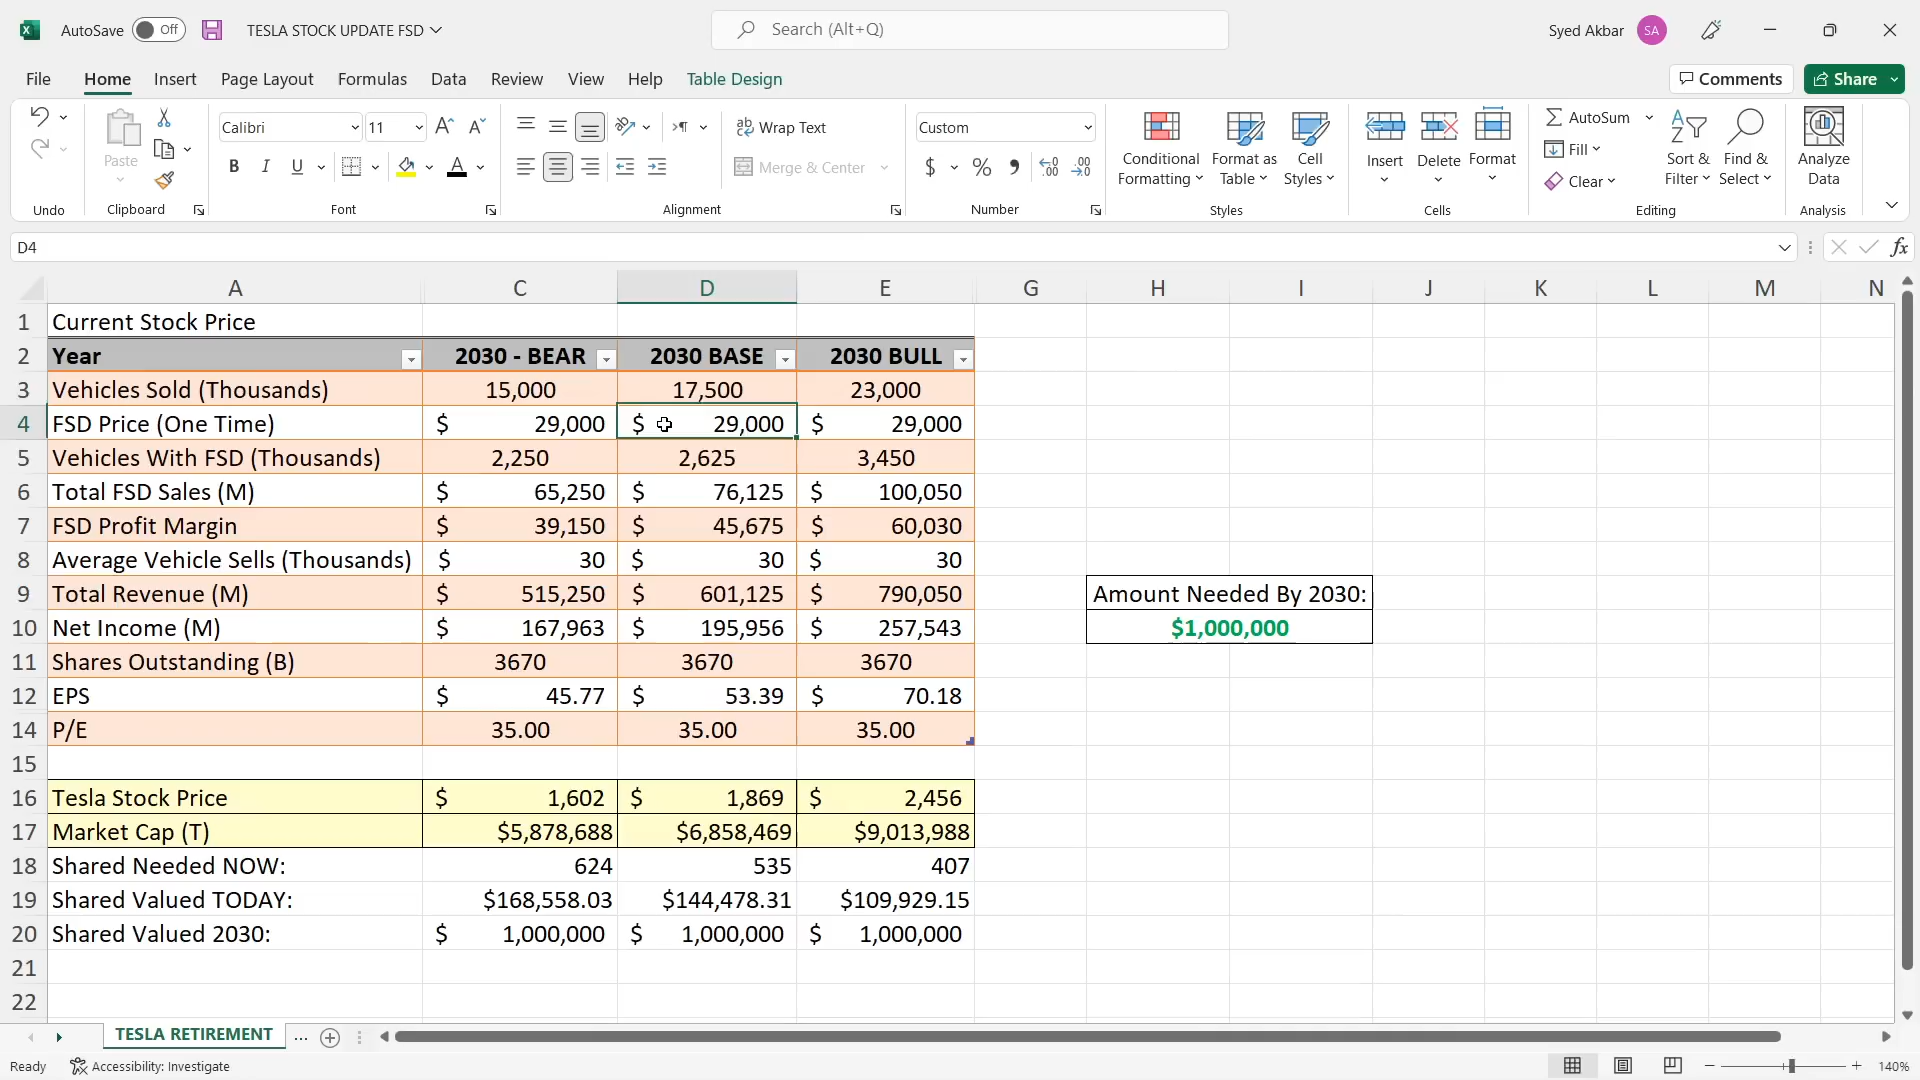 AutoSave Off TESLA STOCK UPDATE FSD Search (Alt+Q) Syed Akbar SA
File Home Insert Page Layout Formulas Data Review View Help Table Design Comments Share
Calibri 11 Wrap Text Custom AutoSum
Paste B I U Merge & Center $ % Conditional Formatting Format as Table Cell Styles Insert Delete Format Fill Clear Sort & Filter Find & Select Analyze Data
Undo Clipboard Font Alignment Number Styles Cells Editing Analysis
D4 fx
A C D E G H I J K L M N
1 Current Stock Price
2 Year 2030 - BEAR 2030 BASE 2030 BULL
3 Vehicles Sold (Thousands) 15,000 17,500 23,000
4 FSD Price (One Time) $ 29,000 $ 29,000 $ 29,000
5 Vehicles With FSD (Thousands) 2,250 2,625 3,450
6 Total FSD Sales (M) $ 65,250 $ 76,125 $ 100,050
7 FSD Profit Margin $ 39,150 $ 45,675 $ 60,030
8 Average Vehicle Sells (Thousands) $ 30 $ 30 $ 30
9 Total Revenue (M) $ 515,250 $ 601,125 $ 790,050 Amount Needed By 2030:
10 Net Income (M) $ 167,963 $ 195,956 $ 257,543 $1,000,000
11 Shares Outstanding (B) 3670 3670 3670
12 EPS $ 45.77 $ 53.39 $ 70.18
14 P/E 35.00 35.00 35.00
15
16 Tesla Stock Price $ 1,602 $ 1,869 $ 2,456
17 Market Cap (T) $5,878,688 $6,858,469 $9,013,988
18 Shared Needed NOW: 624 535 407
19 Shared Valued TODAY: $168,558.03 $144,478.31 $109,929.15
20 Shared Valued 2030: $ 1,000,000 $ 1,000,000 $ 1,000,000
21
22
TESLA RETIREMENT ...
Ready Accessibility: Investigate 140%